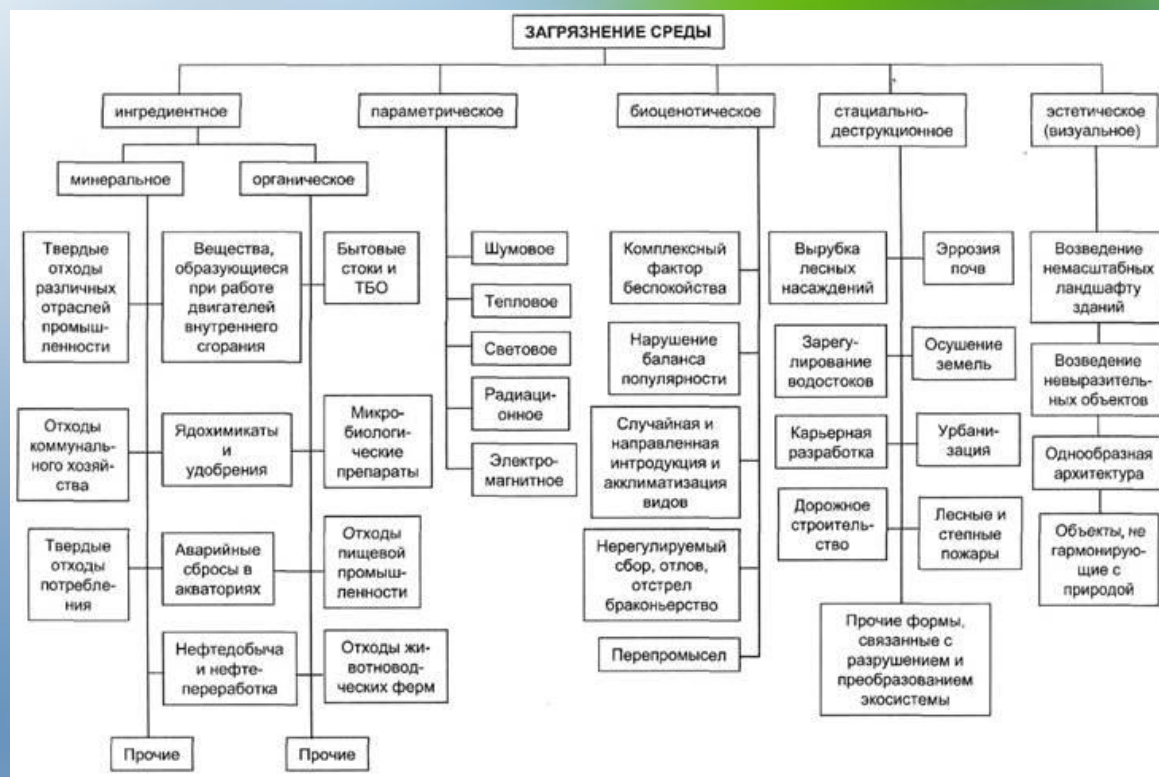 ЗАГРЯЗНЕНИЕ СРЕДЫ
ингредиентное
параметрическое
биоценотическое
стациально-
деструкционное
эстетическое
(визуальное)
минеральное
органическое
Твердые
отходы
различных
отраслей
промыш-
ленности
Вещества,
образующиеся
при работе
двигателей
внутреннего
сгорания
Бытовые
стоки и
ТБО
Отходы
коммуналь-
ного хозяй-
ства
Ядохимикаты
и
удобрения
Микро-
биологи-
ческие
препараты
Твердые
отходы
потребле-
ния
Аварийные
сбросы в
акваториях
Отходы
пищевой
промыш-
ленности
Нефтедобыча
и нефте-
переработка
Отходы жи-
вотновод-
ческих ферм
Прочие
Прочие
Шумовое
Тепловое
Световое
Радиаци-
онное
Электро-
магнитное
Комплексный
фактор
беспокойства
Нарушение
баланса
популярности
Случайная и
направленная
интродукция и
акклиматизация
видов
Нерегулируемый
сбор, отлов,
отстрел
браконьерство
Перепромысел
Вырубка
лесных
насаждений
Эррозия
почв
Зарегу-
лирование
водостоков
Осушение
земель
Карьерная
разработка
Урбани-
зация
Дорожное
строитель-
ство
Лесные и
степные
пожары
Прочие формы,
связанные с
разрушением и
преобразованием
экосистемы
Возведение
немасштабных
ландшафту
зданий
Возведение
невыразитель-
ных объектов
Однообразная
архитектура
Объекты, не
гармонирую-
щие с
природой